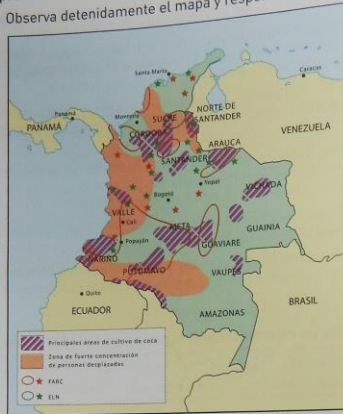 Observa detenidamente el mapa y
Santa Marta
Caracas
Panamá
PANAMÁ
Montería
SUCRE
NORTE DE
SANTANDER
CÓRDOBA
VENEZUELA
ARAUCA
SANTANDER
Yopal
Bogotá
VICHADA
VALLE
Cali
META
GUAINIA
Popayán
GUAVIARE
NARIÑO
PUTUMAYO
VAUPES
Quito
ECUADOR
BRASIL
AMAZONAS
Principales áreas de cultivo de coca
Zona de fuerte concentración
de personas desplazadas
FARC
ELN